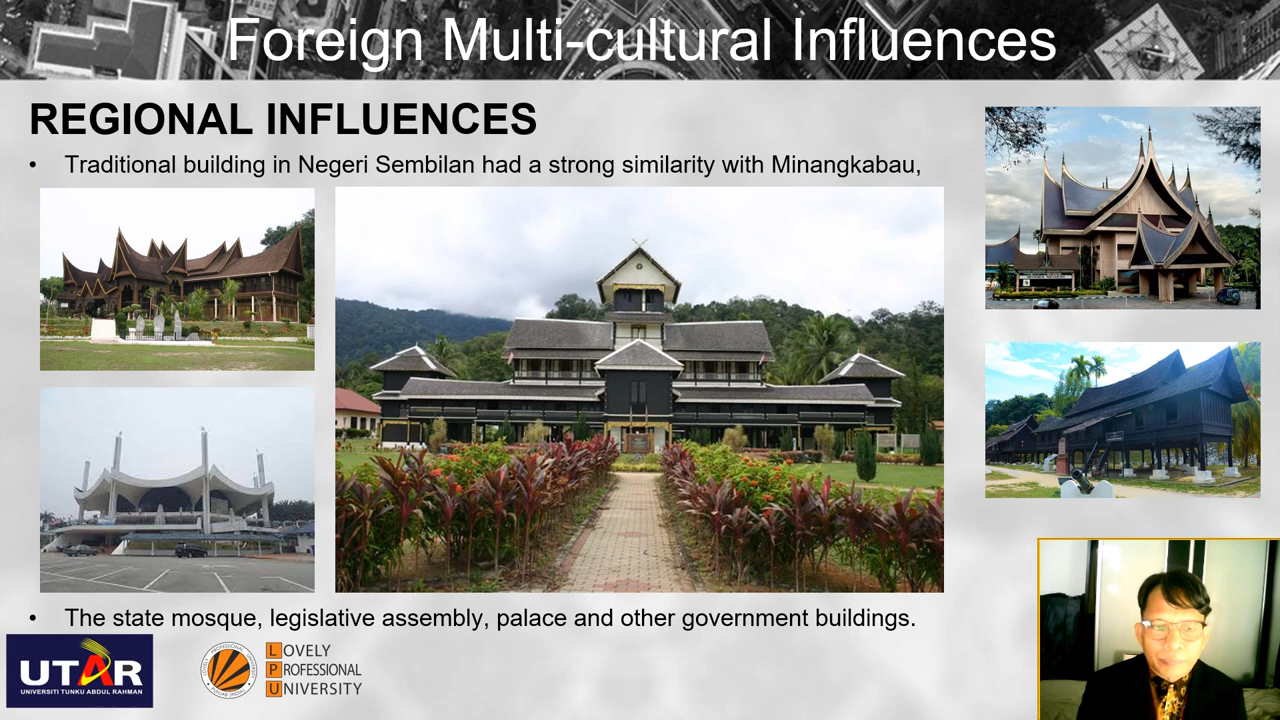 Foreign Multi-cultural Influences
REGIONAL INFLUENCES
• Traditional building in Negeri Sembilan had a strong similarity with Minangkabau,
• The state mosque, legislative assembly, palace and other government buildings.
UTAR
UNIVERSITI TUNKU ABDUL RAHMAN
LOVELY
PROFESSIONAL
UNIVERSITY